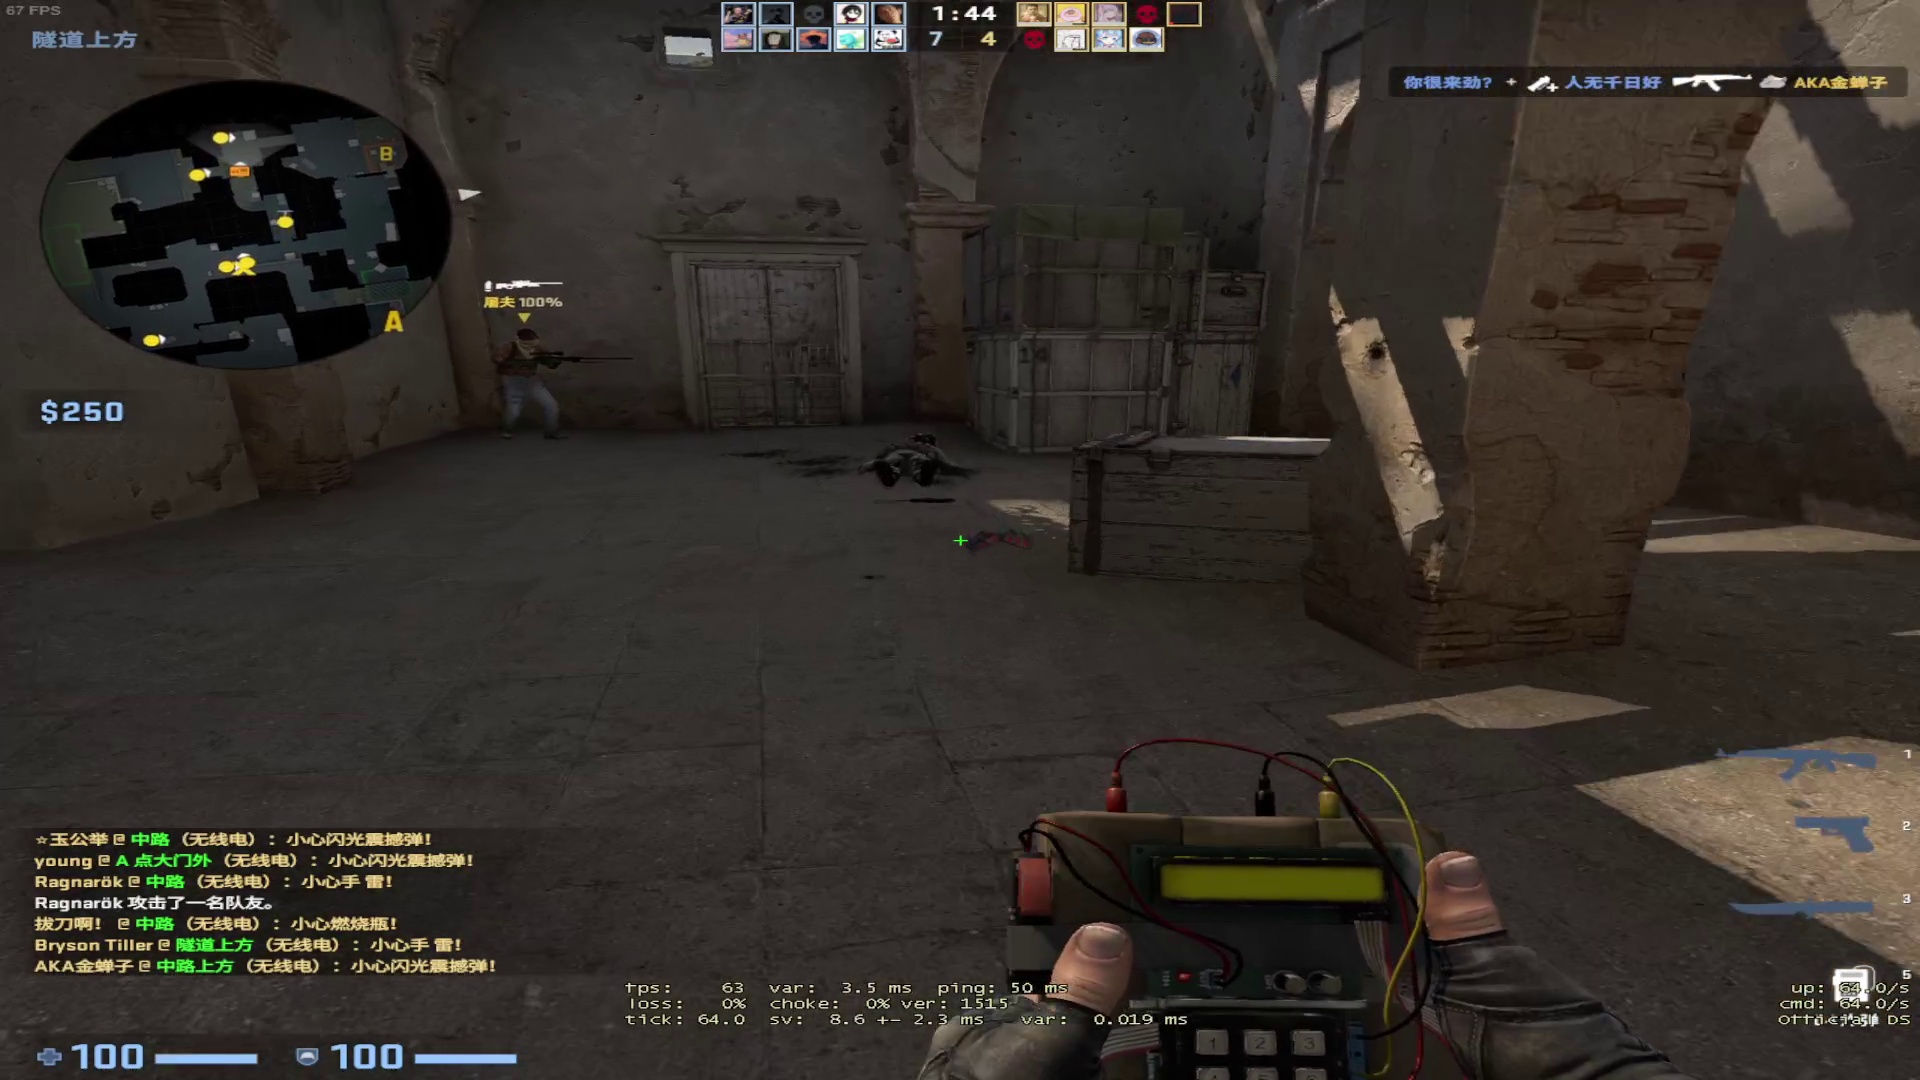 67 FPS
隧道上方
1:44
7 4
你很来劲? + 人无千日好 AKA金蝉子
B
A
屠夫 100%
$250
1
2
3
5
☆玉公举 @ 中路 (无线电) : 小心闪光震撼弹!
young @ A 点大门外 (无线电) : 小心闪光震撼弹!
Ragnarök @ 中路 (无线电) : 小心手 雷!
Ragnarök 攻击了一名队友。
拔刀啊! @ 中路 (无线电) : 小心燃烧瓶!
Bryson Tiller @ 隧道上方 (无线电) : 小心手 雷!
AKA金蝉子 @ 中路上方 (无线电) : 小心闪光震撼弹!
fps: 63 var: 3.5 ms ping: 50 ms
loss: 0% choke: 0% ver: 1515
tick: 64.0 sv: 8.6 +- 2.3 ms var: 0.019 ms
up: 64.0/s
cmd: 64.0/s
Official DS
1 2 3
100 100